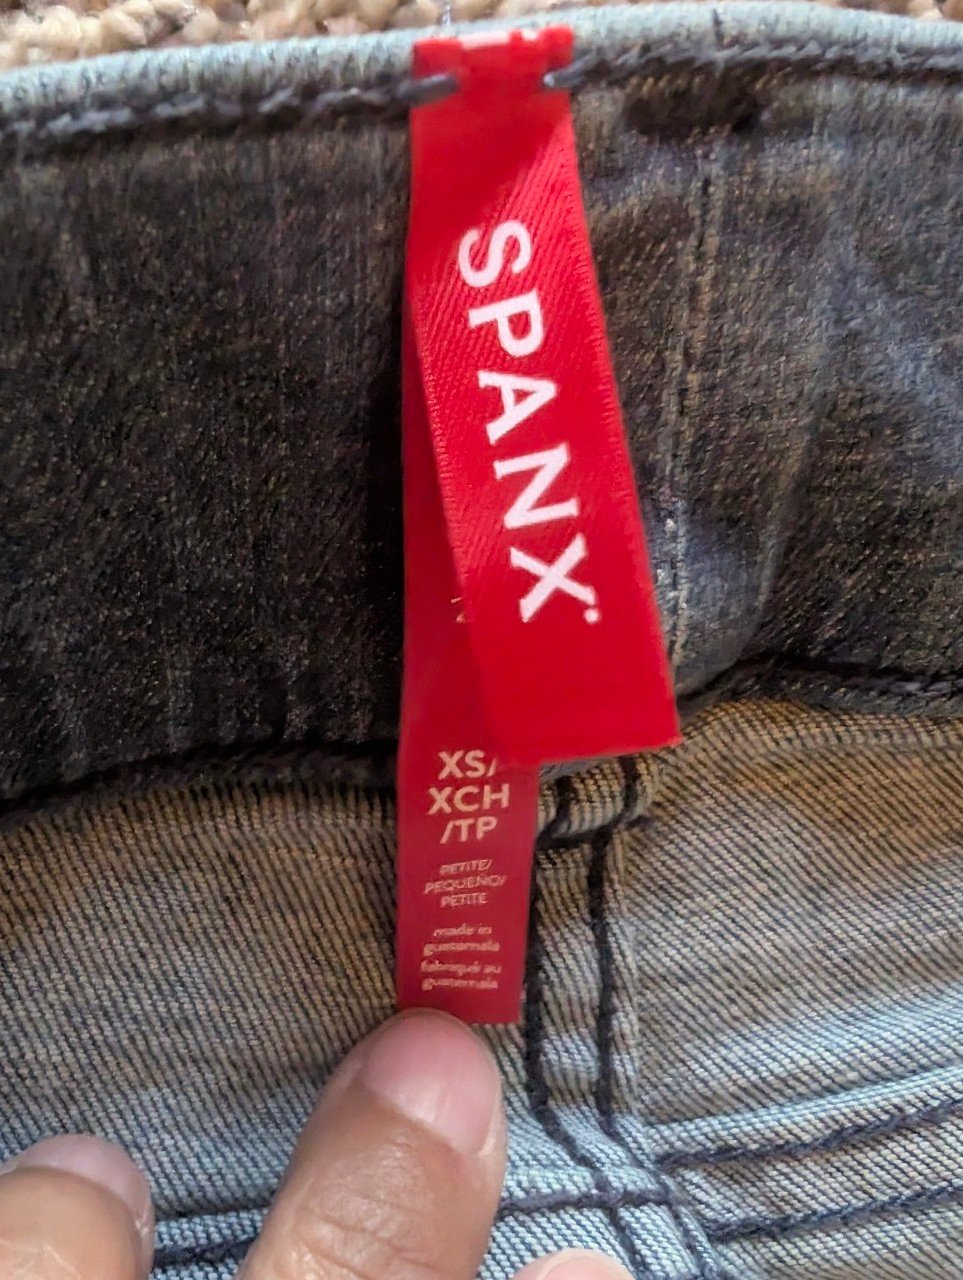 SPANX
XS/
XCH
/TP
PETITE/
PEQUEÑO/
PETITE
made in
guatemala
fabriqué au
guatemala